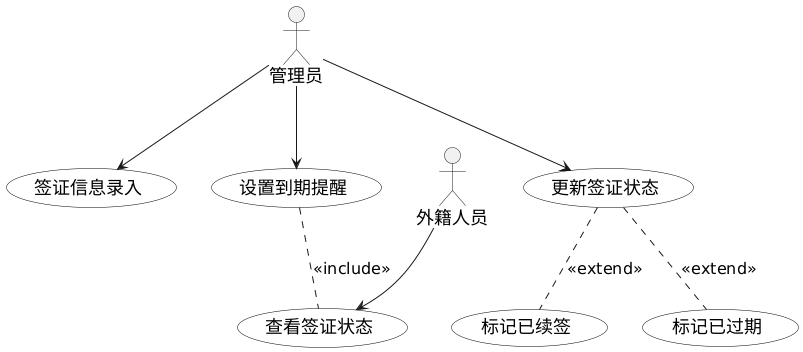 管理员
签证信息录入
设置到期提醒
外籍人员
更新签证状态
«include»
«extend»
«extend»
查看签证状态
标记已续签
标记已过期